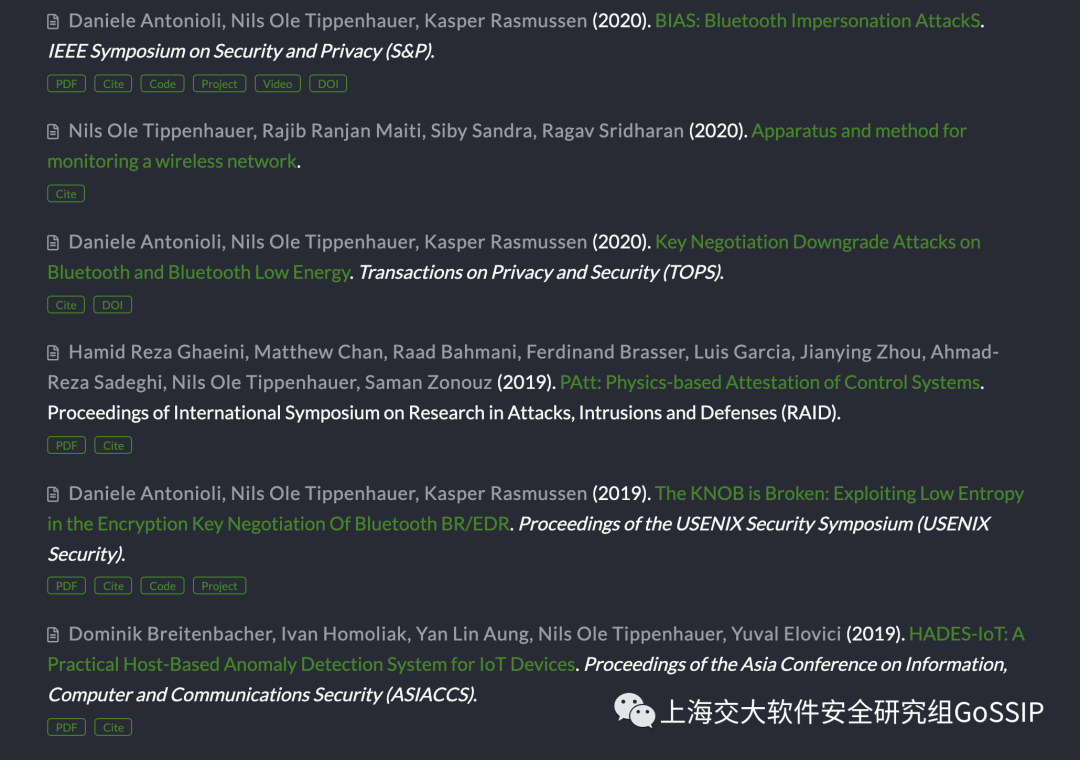 Daniele Antonioli, Nils Ole Tippenhauer, Kasper Rasmussen (2020). BIAS: Bluetooth Impersonation AttackS.
IEEE Symposium on Security and Privacy (S&P).
PDF Cite Code Project Video DOI
Nils Ole Tippenhauer, Rajib Ranjan Maiti, Siby Sandra, Ragav Sridharan (2020). Apparatus and method for
monitoring a wireless network.
Cite
Daniele Antonioli, Nils Ole Tippenhauer, Kasper Rasmussen (2020). Key Negotiation Downgrade Attacks on
Bluetooth and Bluetooth Low Energy. Transactions on Privacy and Security (TOPS).
Cite DOI
Hamid Reza Ghaeini, Matthew Chan, Raad Bahmani, Ferdinand Brasser, Luis Garcia, Jianying Zhou, Ahmad-
Reza Sadeghi, Nils Ole Tippenhauer, Saman Zonouz (2019). PAtt: Physics-based Attestation of Control Systems.
Proceedings of International Symposium on Research in Attacks, Intrusions and Defenses (RAID).
PDF Cite
Daniele Antonioli, Nils Ole Tippenhauer, Kasper Rasmussen (2019). The KNOB is Broken: Exploiting Low Entropy
in the Encryption Key Negotiation Of Bluetooth BR/EDR. Proceedings of the USENIX Security Symposium (USENIX
Security).
PDF Cite Code Project
Dominik Breitenbacher, Ivan Homoliak, Yan Lin Aung, Nils Ole Tippenhauer, Yuval Elovici (2019). HADES-IoT: A
Practical Host-Based Anomaly Detection System for IoT Devices. Proceedings of the Asia Conference on Information,
Computer and Communications Security (ASIACCS).
PDF Cite
上海交大软件安全研究组GoSSIP